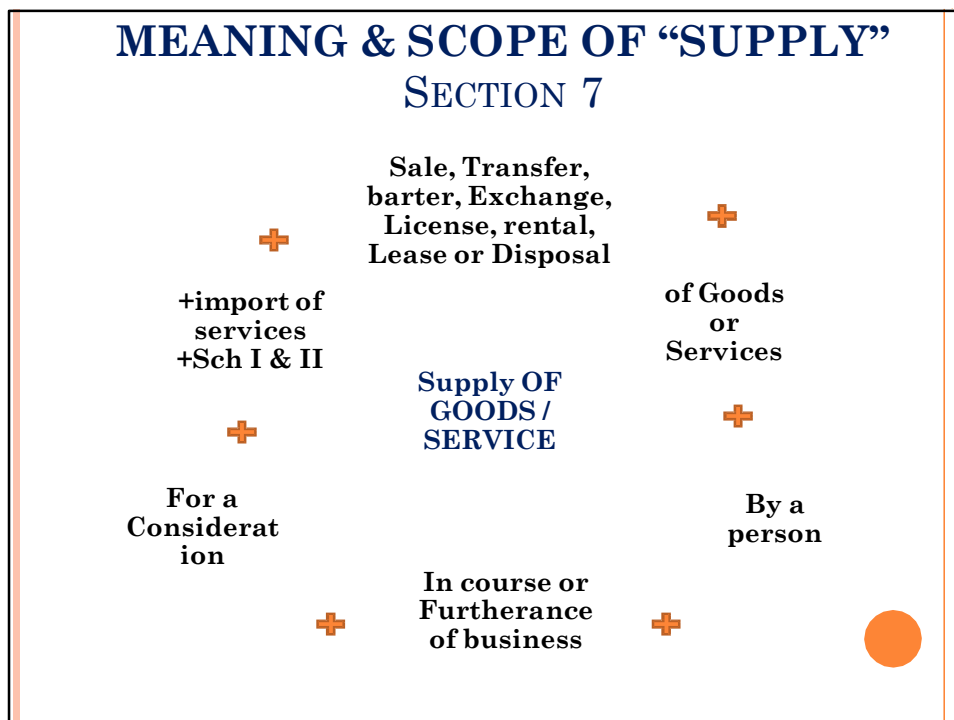 MEANING & SCOPE OF “SUPPLY”
SECTION 7
Sale, Transfer,
barter, Exchange,
License, rental,
Lease or Disposal
of Goods
or
Services
By a
person
In course or
Furtherance
of business
For a
Considerat
ion
+import of
services
+Sch I & II
Supply OF
GOODS /
SERVICE